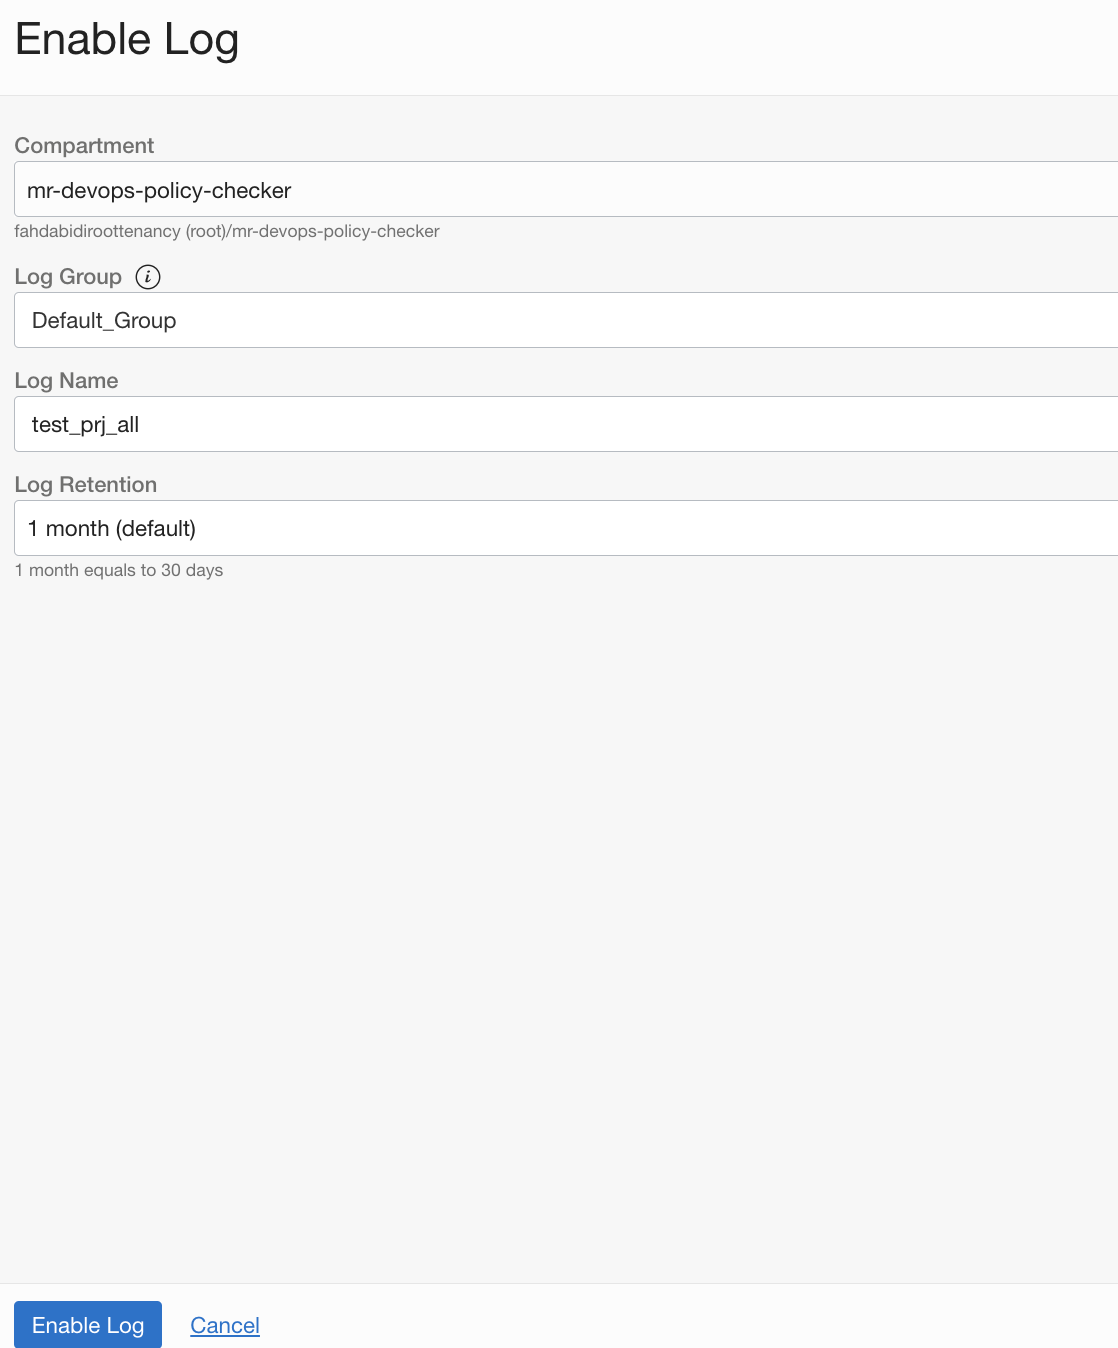 Enable Log
Compartment
mr-devops-policy-checker
fahdabidiroottenancy (root)/mr-devops-policy-checker
Log Group i
Default_Group
Log Name
test_prj_all
Log Retention
1 month (default)
1 month equals to 30 days
Enable Log Cancel